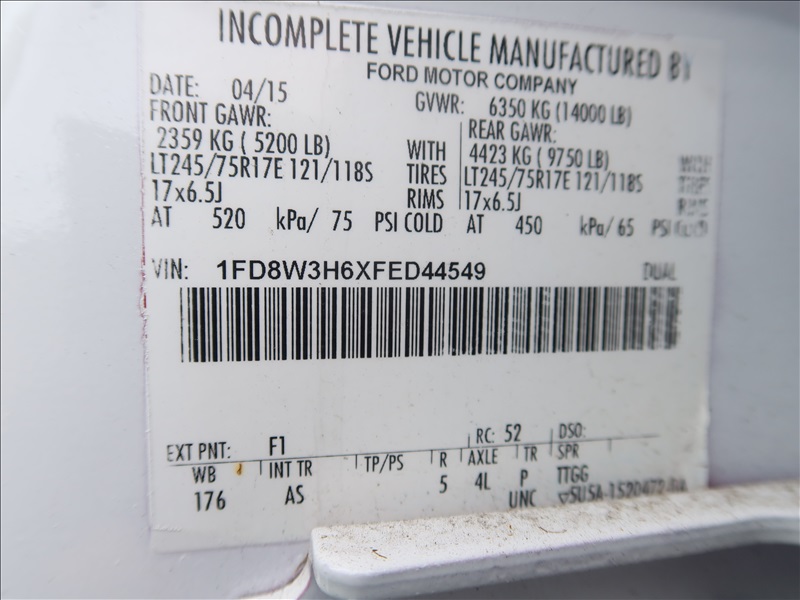 INCOMPLETE VEHICLE MANUFACTURED BY
FORD MOTOR COMPANY
DATE: 04/15 GVWR: 6350 KG (14000 LB)
FRONT GAWR: REAR GAWR:
2359 KG ( 5200 LB) WITH 4423 KG ( 9750 LB) WITH
LT245/75R17E 121/118S TIRES LT245/75R17E 121/118S TIRES
17x6.5J RIMS 17x6.5J RIMS
AT 520 kPa/ 75 PSI COLD AT 450 kPa/ 65 PSI COLD
VIN: 1FD8W3H6XFED44549 DUAL
EXT PNT: F1 RC: 52 DSO:
WB INT TR TP/PS R AXLE TR SPR
176 AS 5 4L P TTGG
UNC